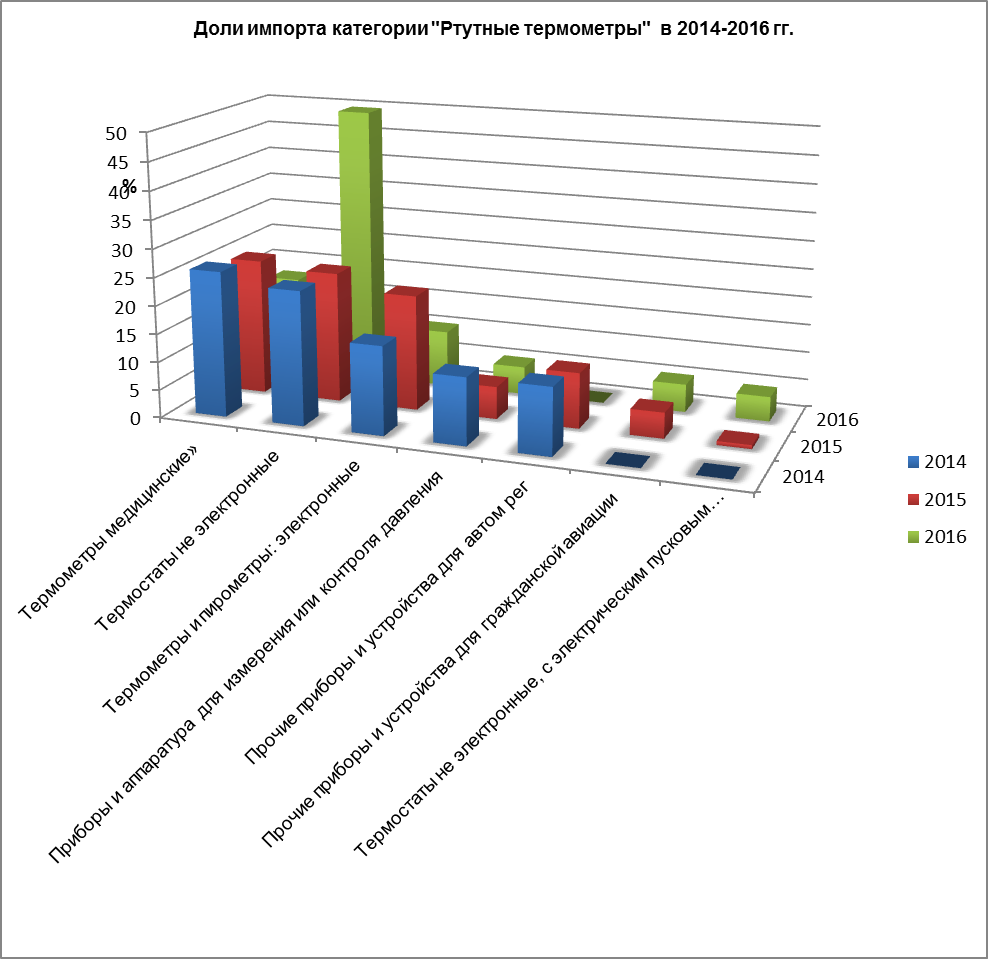 Доли импорта категории "Ртутные термометры" в 2014-2016 гг.
50
45
40
%
35
30
25
20
15
10
5
0
2016
2015
2014
2014
2015
2016
Термометры медицинские»
Термостаты не электронные
Термометры и пирометры: электронные
Приборы и аппаратура для измерения или контроля давления
Прочие приборы и устройства для автом рег
Прочие приборы и устройства для гражданской авиации
Термостаты не электронные, с электрическим пусковым...